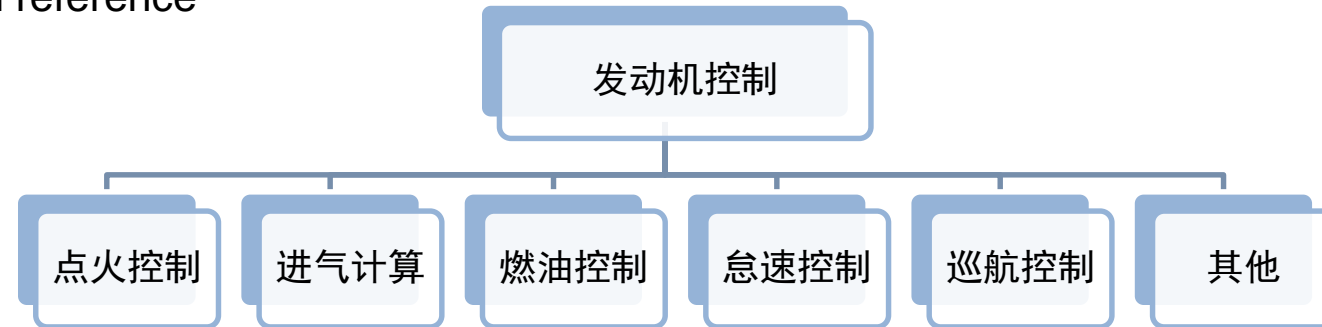 reference
发动机控制
点火控制
进气计算
燃油控制
怠速控制
巡航控制
其他